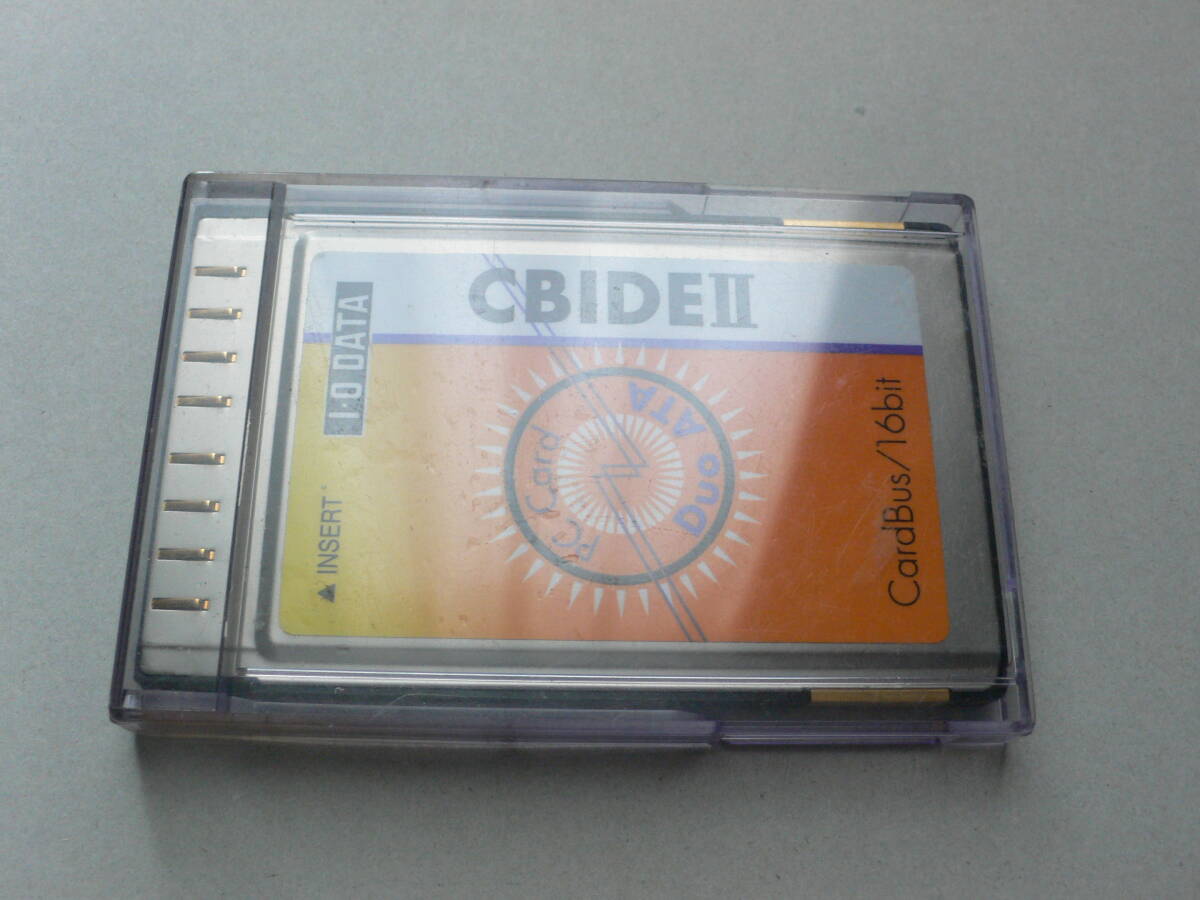 CBIDEII
I·O DATA
▲ INSERT
PC Card
Duo ATA
CardBus/16bit